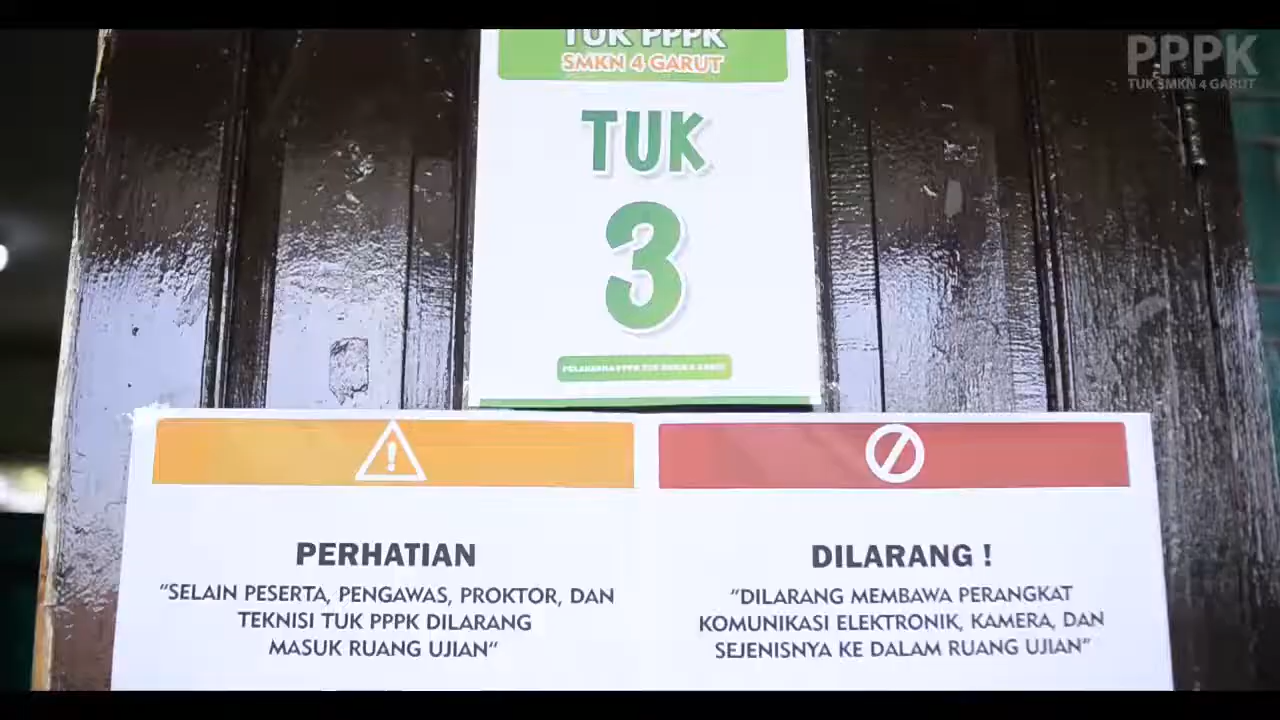 TUK PPPK
SMKN 4 GARUT
TUK
3
PERHATIAN
"SELAIN PESERTA, PENGAWAS, PROKTOR, DAN
TEKNISI TUK PPPK DILARANG
MASUK RUANG UJIAN"
DILARANG !
"DILARANG MEMBAWA PERANGKAT
KOMUNIKASI ELEKTRONIK, KAMERA, DAN
SEJENISNYA KE DALAM RUANG UJIAN"
PPPK
TUK SMKN 4 GARUT